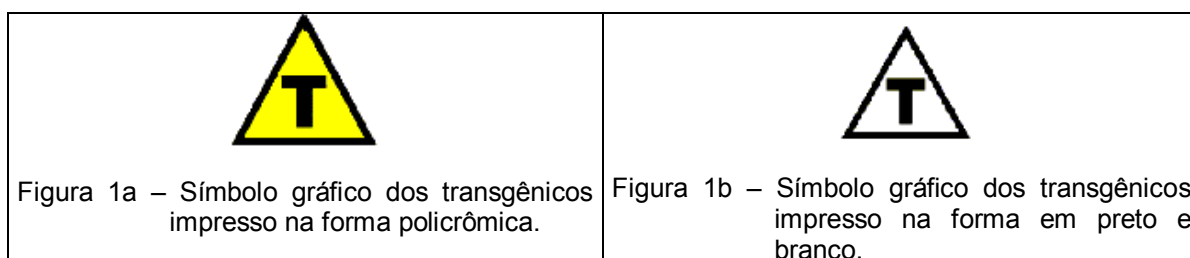 T
T
Figura 1a – Símbolo gráfico dos transgênicos
impresso na forma policrômica.
Figura 1b – Símbolo gráfico dos transgênicos
impresso na forma em preto e
branco.